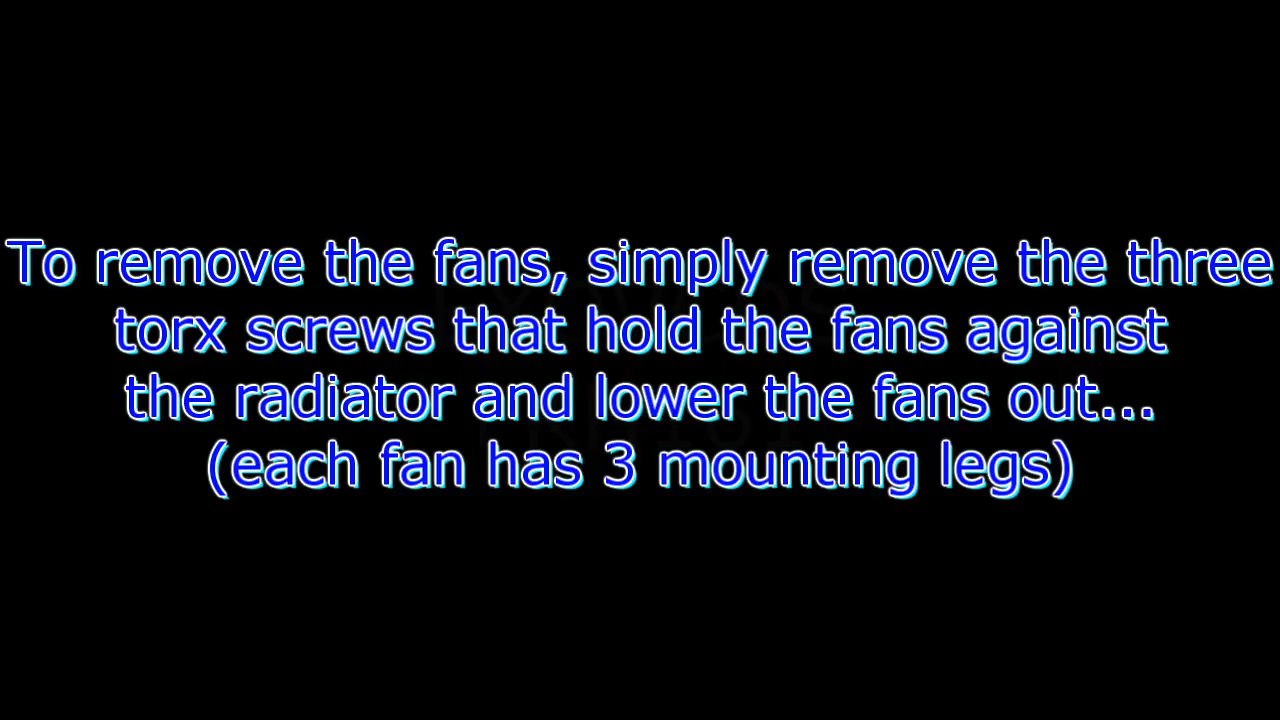 To remove the fans, simply remove the three
torx screws that hold the fans against
the radiator and lower the fans out...
(each fan has 3 mounting legs)